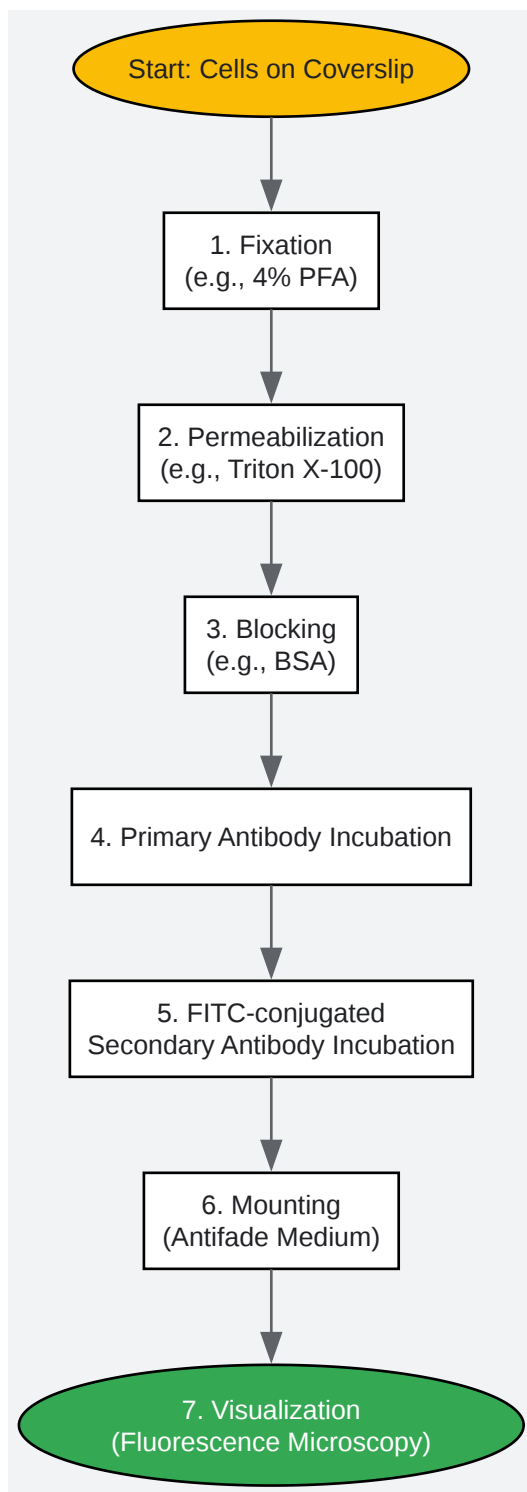 Start: Cells on Coverslip
1. Fixation
(e.g., 4% PFA)
2. Permeabilization
(e.g., Triton X-100)
3. Blocking
(e.g., BSA)
4. Primary Antibody Incubation
5. FITC-conjugated
Secondary Antibody Incubation
6. Mounting
(Antifade Medium)
7. Visualization
(Fluorescence Microscopy)